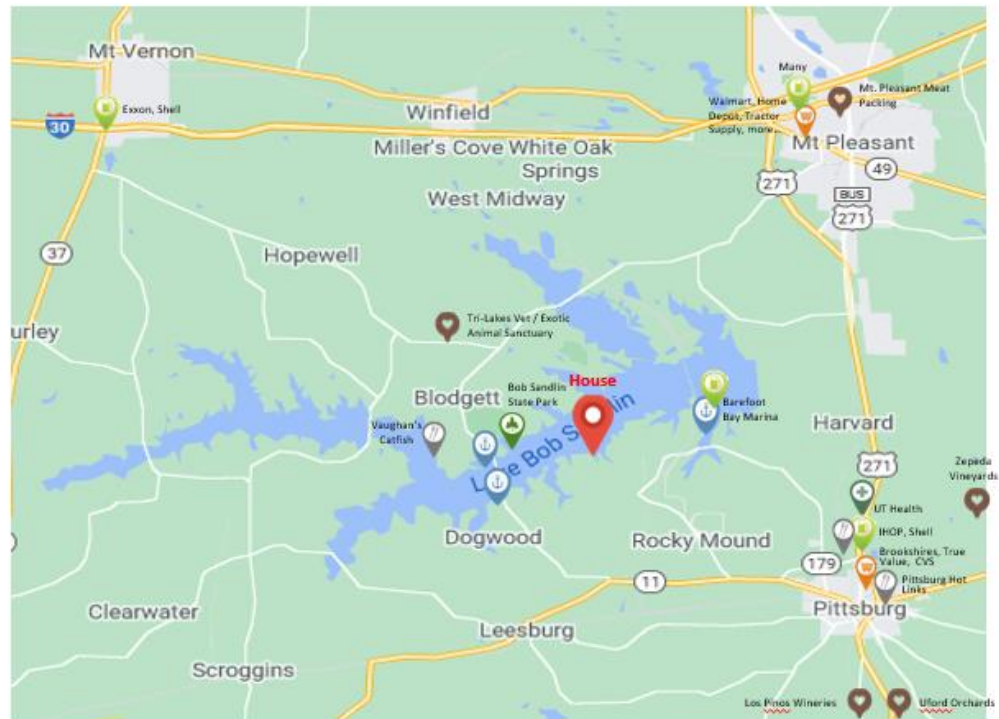 Mt Vernon
Many
Exxon, Shell
Mt. Pleasant Meat
Packing
30
Winfield
Walmart, Home
Depot, Tractor
Supply, more...
Mt Pleasant
Miller's Cove White Oak
Springs
49
271
West Midway
BUS
271
37
Hopewell
urley
Tri-Lakes Vet / Exotic
Animal Sanctuary
House
Bob Sandlin
State Park
Blodgett
Barefoot
Bay Marina
Vaughan's
Catfish
Lake Bob S lin
Harvard
271
Zepeda
Vineyards
UT Health
IHOP, Shell
Dogwood
Rocky Mound
179
Brookshires, True
Value, CVS
11
Pittsburg Hot
Links
Pittsburg
Clearwater
Leesburg
Scroggins
Los Pinos Wineries
Uford Orchards